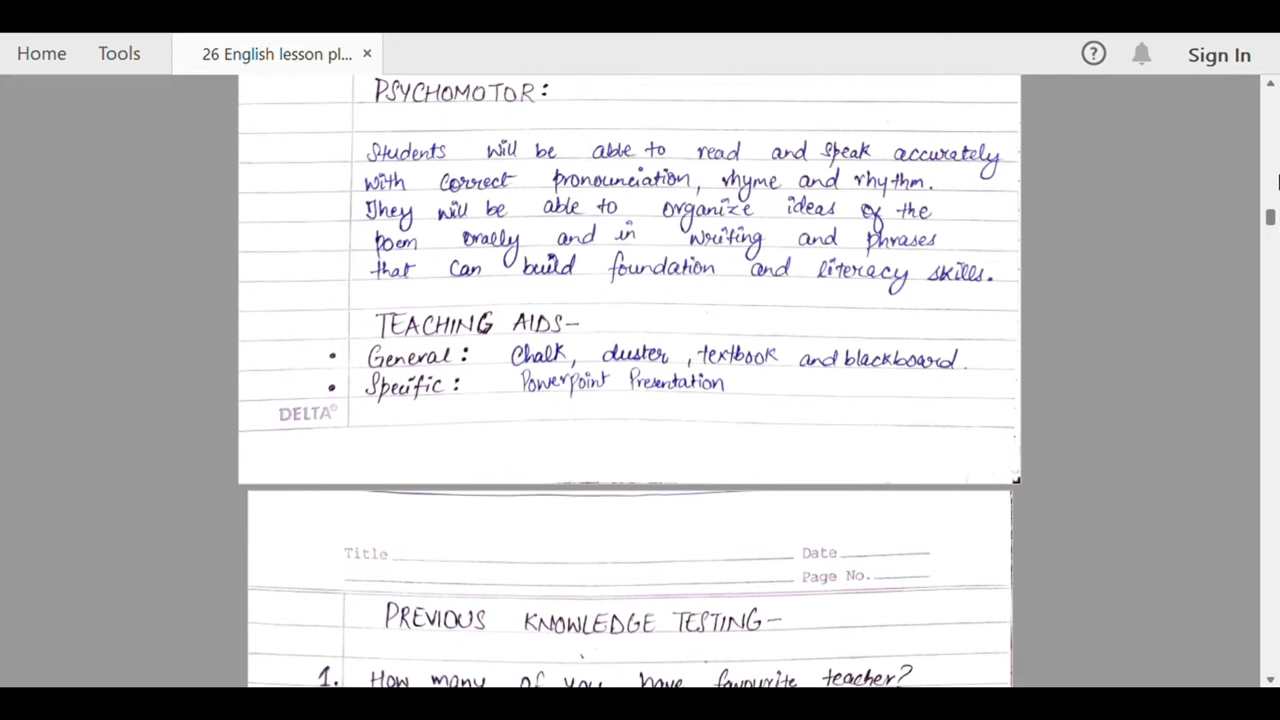 Home
Tools
26 English lesson pl...
×
?
Sign In
PSYCHOMOTOR:
Students will be able to read and speak accurately
with correct pronounciation, rhyme and rhythm.
They will be able to organize ideas of the
poem orally and in writing and phrases
that can build foundation and literacy skills.
TEACHING AIDS-
• General: Chalk, duster, textbook and blackboard.
• Specific: Powerpoint Presentation
DELTA®
Title
Date
Page No.
PREVIOUS KNOWLEDGE TESTING-
1. How many of you have favourite teacher?